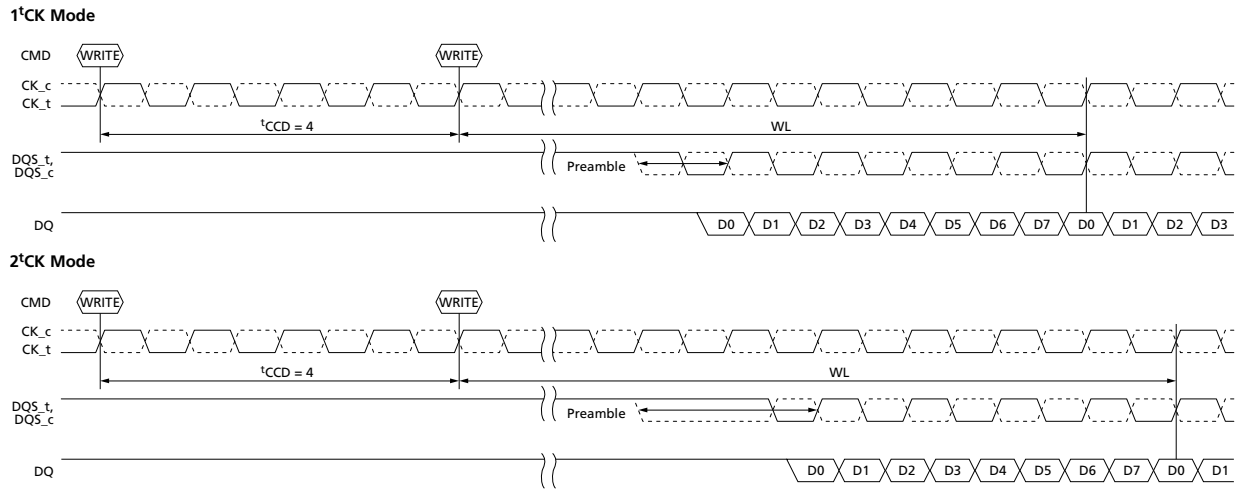 1tCK Mode
CMD WRITE WRITE
CK_c
CK_t
tCCD = 4 WL
DQS_t,
DQS_c
Preamble
DQ D0 D1 D2 D3 D4 D5 D6 D7 D0 D1 D2 D3
2tCK Mode
CMD WRITE WRITE
CK_c
CK_t
tCCD = 4 WL
DQS_t,
DQS_c
Preamble
DQ D0 D1 D2 D3 D4 D5 D6 D7 D0 D1